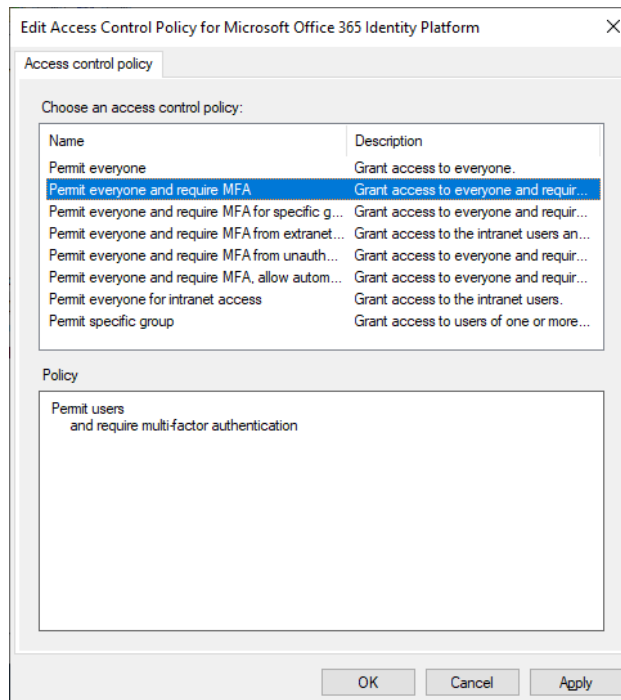 Edit Access Control Policy for Microsoft Office 365 Identity Platform
Access control policy
Choose an access control policy:
Name Description
Permit everyone Grant access to everyone.
Permit everyone and require MFA Grant access to everyone and requir...
Permit everyone and require MFA for specific g... Grant access to everyone and requir...
Permit everyone and require MFA from extranet... Grant access to the intranet users an...
Permit everyone and require MFA from unauth... Grant access to everyone and requir...
Permit everyone and require MFA, allow autom... Grant access to everyone and requir...
Permit everyone for intranet access Grant access to the intranet users.
Permit specific group Grant access to users of one or more...
Policy
Permit users
and require multi-factor authentication
OK Cancel Apply